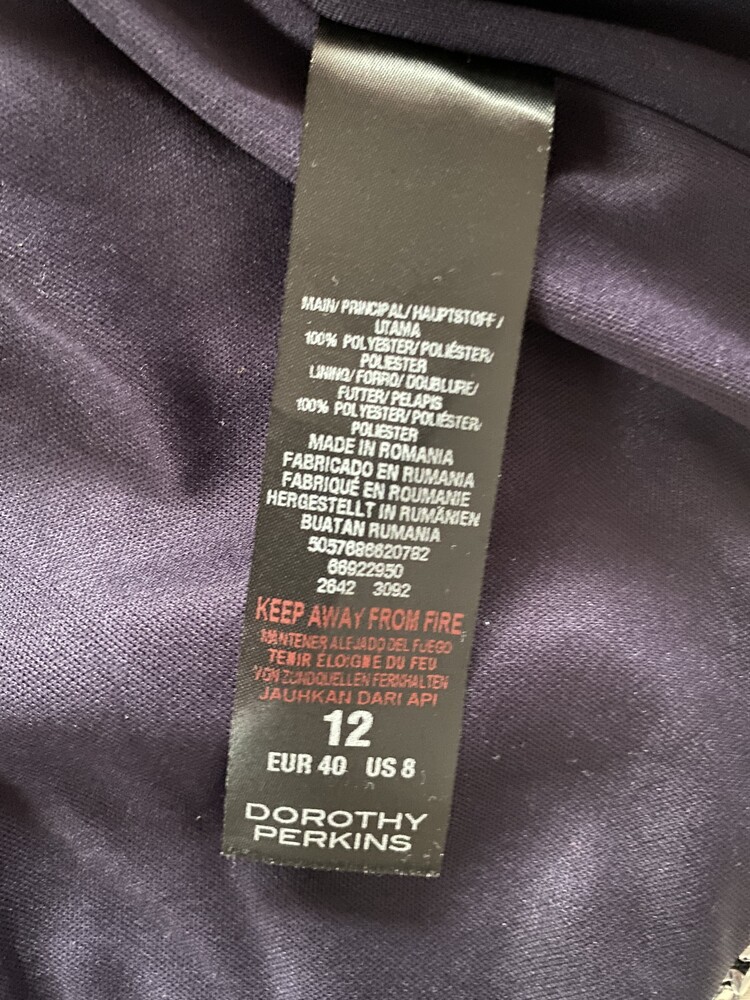 MAIN/ PRINCIPAL/ HAUPTSTOFF/
UTAMA
100% POLYESTER/ POLIÉSTER/
POLIESTER
LINING/ FORRO/ DOUBLURE/
FUTTER/ PELAPIS
100% POLYESTER/ POLIÉSTER/
POLIESTER
MADE IN ROMANIA
FABRICADO EN RUMANIA
FABRIQUÉ EN ROUMANIE
HERGESTELLT IN RUMÄNIEN
BUATAN RUMANIA
5057686620782
66922950
2642 3092
KEEP AWAY FROM FIRE
MANTENER ALEJADO DEL FUEGO
TENIR ÉLOIGNE DU FEU
VON ZUNDQUELLEN FERNHALTEN
JAUHKAN DARI API
12
EUR 40 US 8
DOROTHY
PERKINS